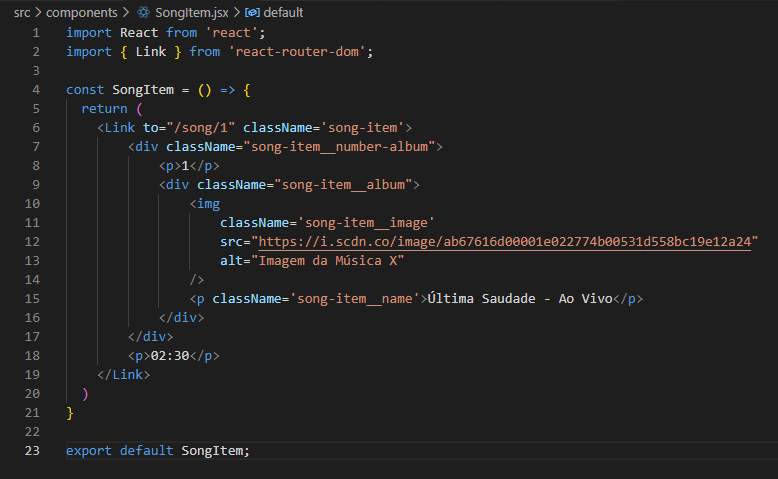 src > components > SongItem.jsx > default
1 import React from 'react';
2 import { Link } from 'react-router-dom';
3
4 const SongItem = () => {
5 return (
6 <Link to="/song/1" className='song-item'>
7 <div className="song-item__number-album">
8 <p>1</p>
9 <div className="song-item__album">
10 <img
11 className='song-item__image'
12 src="https://i.scdn.co/image/ab67616d00001e022774b00531d558bc19e12a24"
13 alt="Imagem da Música X"
14 />
15 <p className='song-item__name'>Última Saudade - Ao Vivo</p>
16 </div>
17 </div>
18 <p>02:30</p>
19 </Link>
20 )
21 }
22
23 export default SongItem;